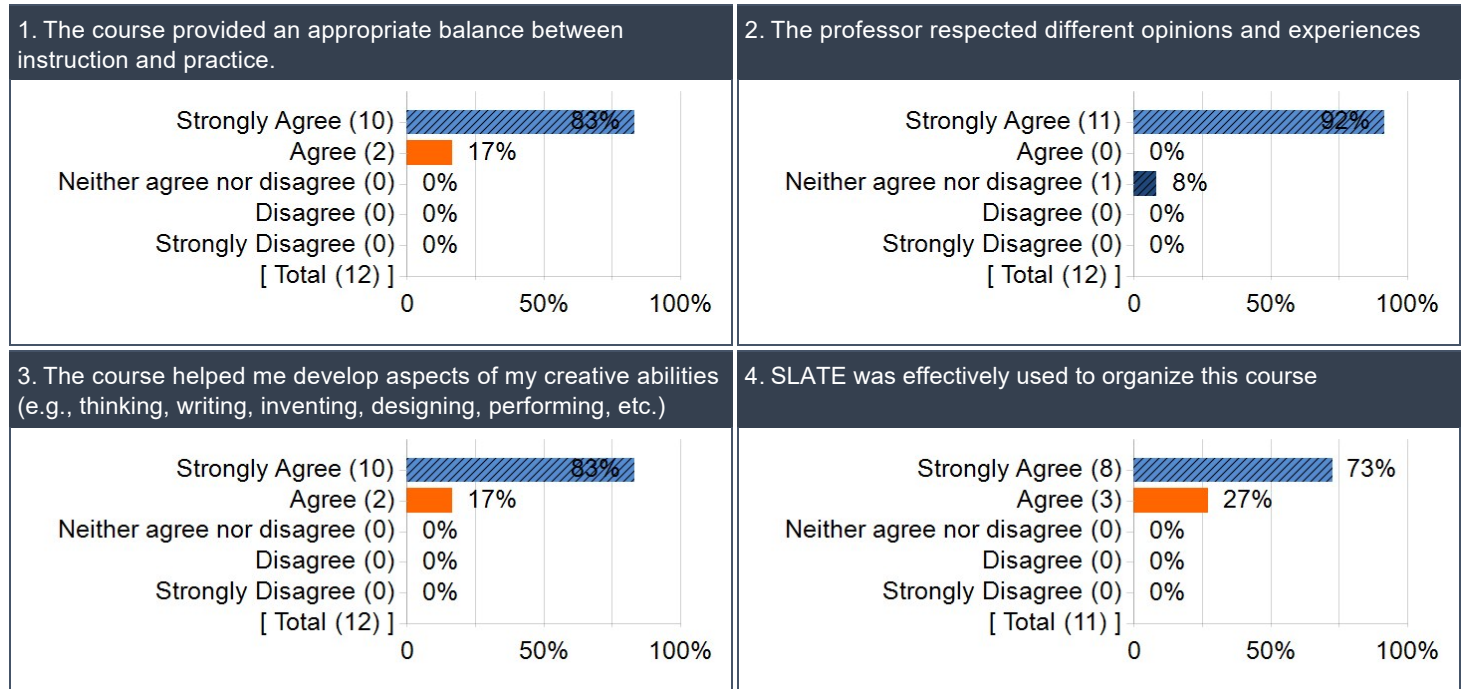 1. The course provided an appropriate balance between
instruction and practice.
Strongly Agree (10) 83%
Agree (2) 17%
Neither agree nor disagree (0) 0%
Disagree (0) 0%
Strongly Disagree (0) 0%
[ Total (12) ]
0 50% 100%
2. The professor respected different opinions and experiences
Strongly Agree (11) 92%
Agree (0) 0%
Neither agree nor disagree (1) 8%
Disagree (0) 0%
Strongly Disagree (0) 0%
[ Total (12) ]
0 50% 100%
3. The course helped me develop aspects of my creative abilities
(e.g., thinking, writing, inventing, designing, performing, etc.)
Strongly Agree (10) 83%
Agree (2) 17%
Neither agree nor disagree (0) 0%
Disagree (0) 0%
Strongly Disagree (0) 0%
[ Total (12) ]
0 50% 100%
4. SLATE was effectively used to organize this course
Strongly Agree (8) 73%
Agree (3) 27%
Neither agree nor disagree (0) 0%
Disagree (0) 0%
Strongly Disagree (0) 0%
[ Total (11) ]
0 50% 100%